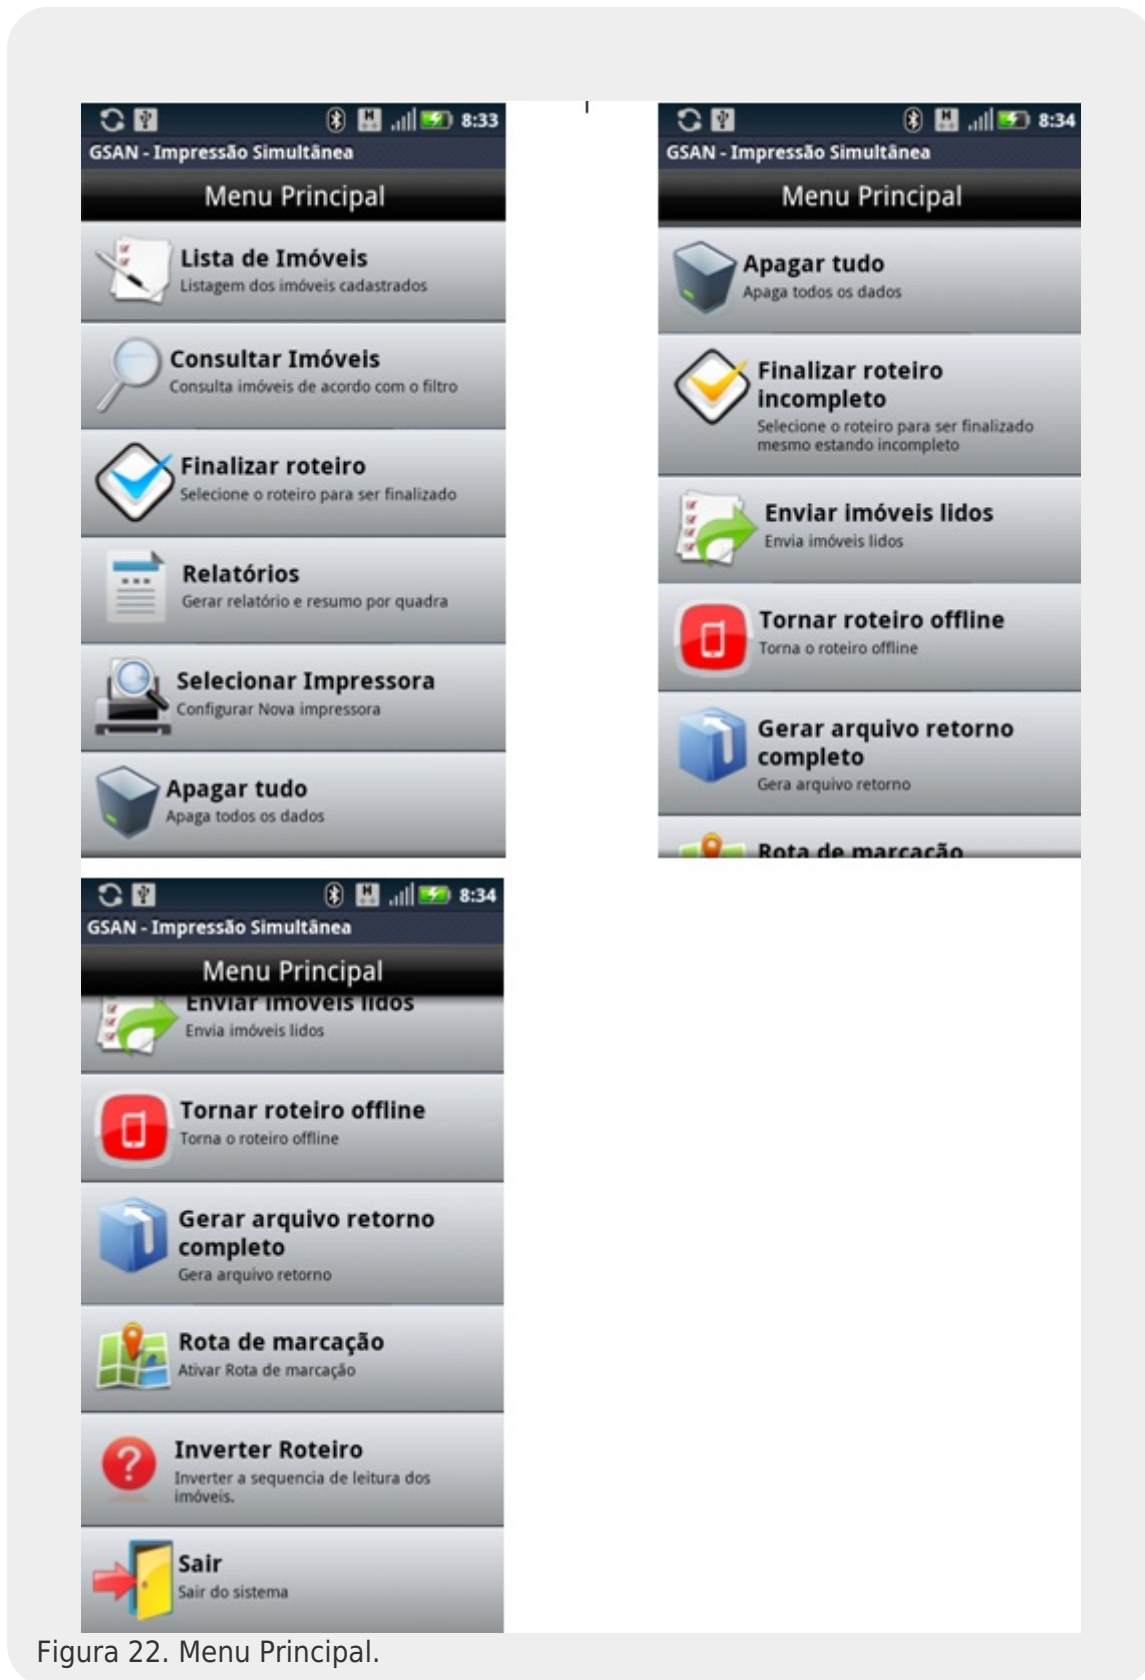 8:33
GSAN - Impressão Simultânea
Menu Principal
Lista de Imóveis
Listagem dos imóveis cadastrados
Consultar Imóveis
Consulta imóveis de acordo com o filtro
Finalizar roteiro
Selecione o roteiro para ser finalizado
Relatórios
Gerar relatório e resumo por quadra
Selecionar Impressora
Configurar Nova impressora
Apagar tudo
Apaga todos os dados
8:34
GSAN - Impressão Simultânea
Menu Principal
Apagar tudo
Apaga todos os dados
Finalizar roteiro
incompleto
Selecione o roteiro para ser finalizado
mesmo estando incompleto
Enviar imóveis lidos
Envia imóveis lidos
Tornar roteiro offline
Torna o roteiro offline
Gerar arquivo retorno
completo
Gera arquivo retorno
Rota de marcação
8:34
GSAN - Impressão Simultânea
Menu Principal
Enviar imóveis lidos
Envia imóveis lidos
Tornar roteiro offline
Torna o roteiro offline
Gerar arquivo retorno
completo
Gera arquivo retorno
Rota de marcação
Ativar Rota de marcação
Inverter Roteiro
Inverter a sequencia de leitura dos
imóveis.
Sair
Sair do sistema
Figura 22. Menu Principal.